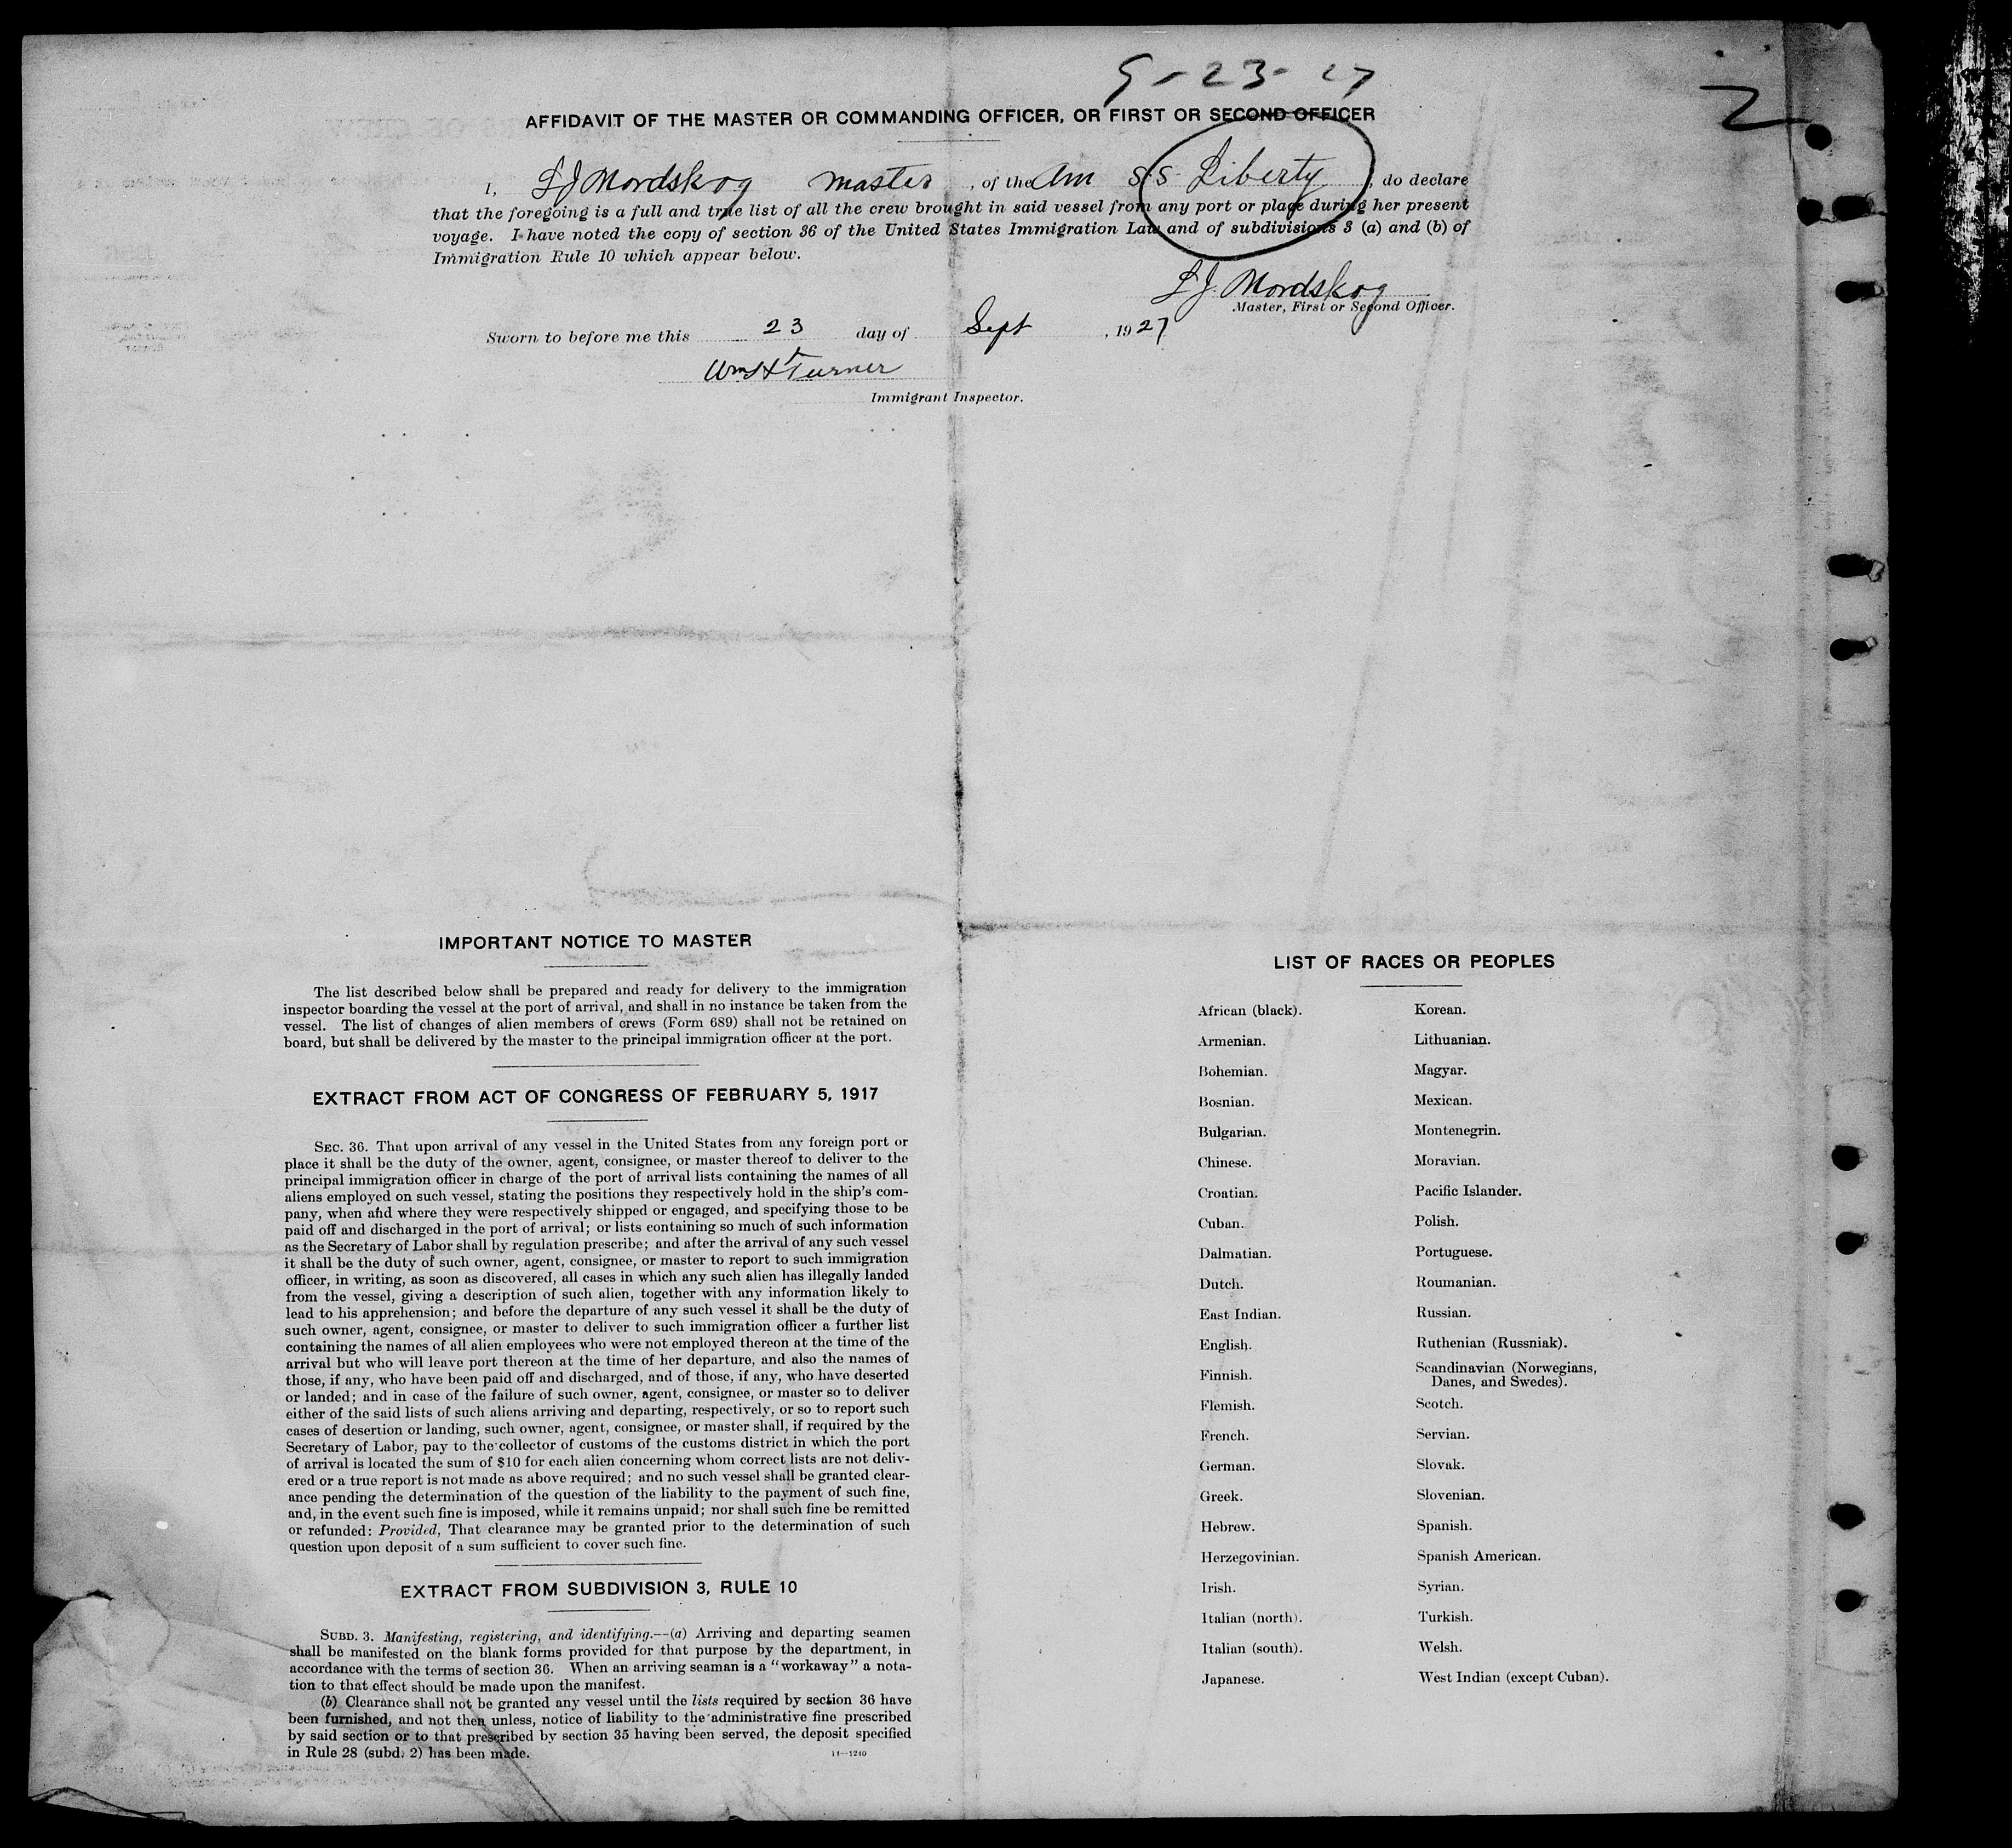 9-23-27
2
AFFIDAVIT OF THE MASTER OR COMMANDING OFFICER, OR FIRST OR SECOND OFFICER
I, L J Nordskog master, of the Am S.S. Liberty, do declare
that the foregoing is a full and true list of all the crew brought in said vessel from any port or place during her present
voyage. I have noted the copy of section 36 of the United States Immigration Law and of subdivisions 3 (a) and (b) of
Immigration Rule 10 which appear below.
L J. Nordskog
Master, First or Second Officer.
Sworn to before me this 23 day of Sept, 1927
Wm H Turner
Immigrant Inspector.
IMPORTANT NOTICE TO MASTER
The list described below shall be prepared and ready for delivery to the immigration
inspector boarding the vessel at the port of arrival, and shall in no instance be taken from the
vessel. The list of changes of alien members of crews (Form 689) shall not be retained on
board, but shall be delivered by the master to the principal immigration officer at the port.
EXTRACT FROM ACT OF CONGRESS OF FEBRUARY 5, 1917
SEC. 36. That upon arrival of any vessel in the United States from any foreign port or
place it shall be the duty of the owner, agent, consignee, or master thereof to deliver to the
principal immigration officer in charge of the port of arrival lists containing the names of all
aliens employed on such vessel, stating the positions they respectively hold in the ship's com-
pany, when and where they were respectively shipped or engaged, and specifying those to be
paid off and discharged in the port of arrival; or lists containing so much of such information
as the Secretary of Labor shall by regulation prescribe; and after the arrival of any such vessel
it shall be the duty of such owner, agent, consignee, or master to report to such immigration
officer, in writing, as soon as discovered, all cases in which any such alien has illegally landed
from the vessel, giving a description of such alien, together with any information likely to
lead to his apprehension; and before the departure of any such vessel it shall be the duty of
such owner, agent, consignee, or master to deliver to such immigration officer a further list
containing the names of all alien employees who were not employed thereon at the time of the
arrival but who will leave port thereon at the time of her departure, and also the names of
those, if any, who have been paid off and discharged, and of those, if any, who have deserted
or landed; and in case of the failure of such owner, agent, consignee, or master so to deliver
either of the said lists of such aliens arriving and departing, respectively, or so to report such
cases of desertion or landing, such owner, agent, consignee, or master shall, if required by the
Secretary of Labor, pay to the collector of customs of the customs district in which the port
of arrival is located the sum of $10 for each alien concerning whom correct lists are not deliv-
ered or a true report is not made as above required; and no such vessel shall be granted clear-
ance pending the determination of the question of the liability to the payment of such fine,
and, in the event such fine is imposed, while it remains unpaid; nor shall such fine be remitted
or refunded: Provided, That clearance may be granted prior to the determination of such
question upon deposit of a sum sufficient to cover such fine.
EXTRACT FROM SUBDIVISION 3, RULE 10
SUBD. 3. Manifesting, registering, and identifying.—(a) Arriving and departing seamen
shall be manifested on the blank forms provided for that purpose by the department, in
accordance with the terms of section 36. When an arriving seaman is a "workaway" a nota-
tion to that effect should be made upon the manifest.
(b) Clearance shall not be granted any vessel until the lists required by section 36 have
been furnished, and not then unless, notice of liability to the administrative fine prescribed
by said section or to that prescribed by section 35 having been served, the deposit specified
in Rule 28 (subd. 2) has been made.
11—1240
LIST OF RACES OR PEOPLES
African (black).
Armenian.
Bohemian.
Bosnian.
Bulgarian.
Chinese.
Croatian.
Cuban.
Dalmatian.
Dutch.
East Indian.
English.
Finnish.
Flemish.
French.
German.
Greek.
Hebrew.
Herzegovinian.
Irish.
Italian (north).
Italian (south).
Japanese.
Korean.
Lithuanian.
Magyar.
Mexican.
Montenegrin.
Moravian.
Pacific Islander.
Polish.
Portuguese.
Roumanian.
Russian.
Ruthenian (Russniak).
Scandinavian (Norwegians,
Danes, and Swedes).
Scotch.
Servian.
Slovak.
Slovenian.
Spanish.
Spanish American.
Syrian.
Turkish.
Welsh.
West Indian (except Cuban).